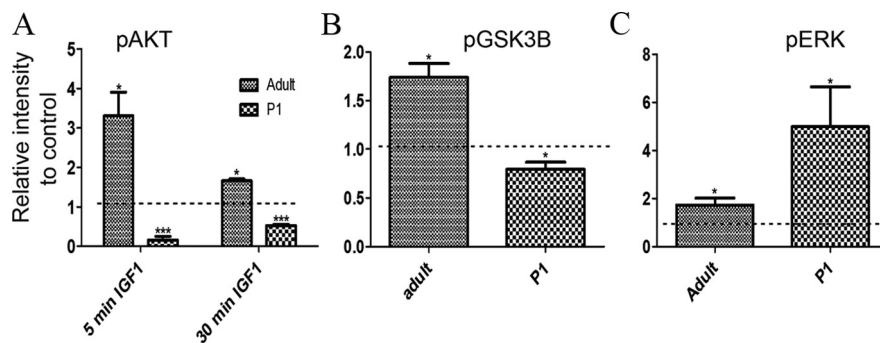 A
pAKT
Relative intensity
to control
5
4
3
2
1
0
*
***
*
***
Adult
P1
5 min IGF1
30 min IGF1
B
pGSK3B
2.0
1.5
1.0
0.5
0.0
*
*
adult
P1
C
pERK
8
6
4
2
0
*
*
Adult
P1